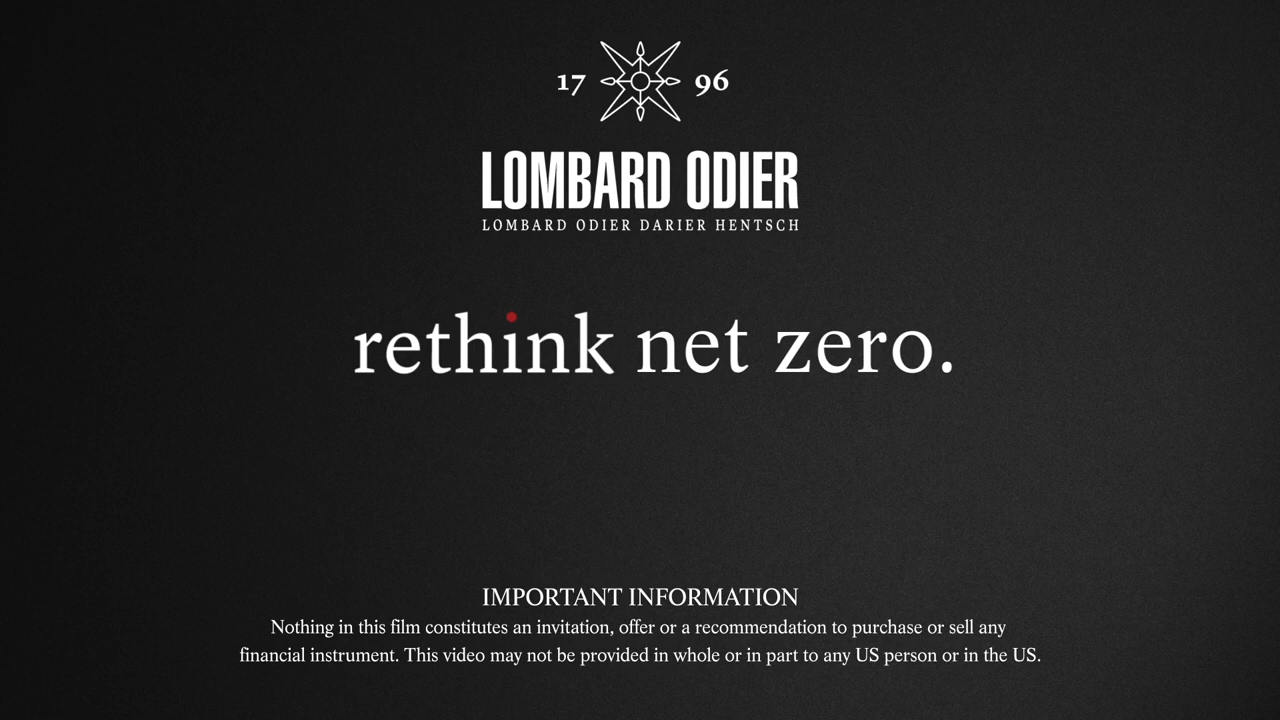 17 96
LOMBARD ODIER
LOMBARD ODIER DARIER HENTSCH
rethink net zero.
IMPORTANT INFORMATION
Nothing in this film constitutes an invitation, offer or a recommendation to purchase or sell any
financial instrument. This video may not be provided in whole or in part to any US person or in the US.